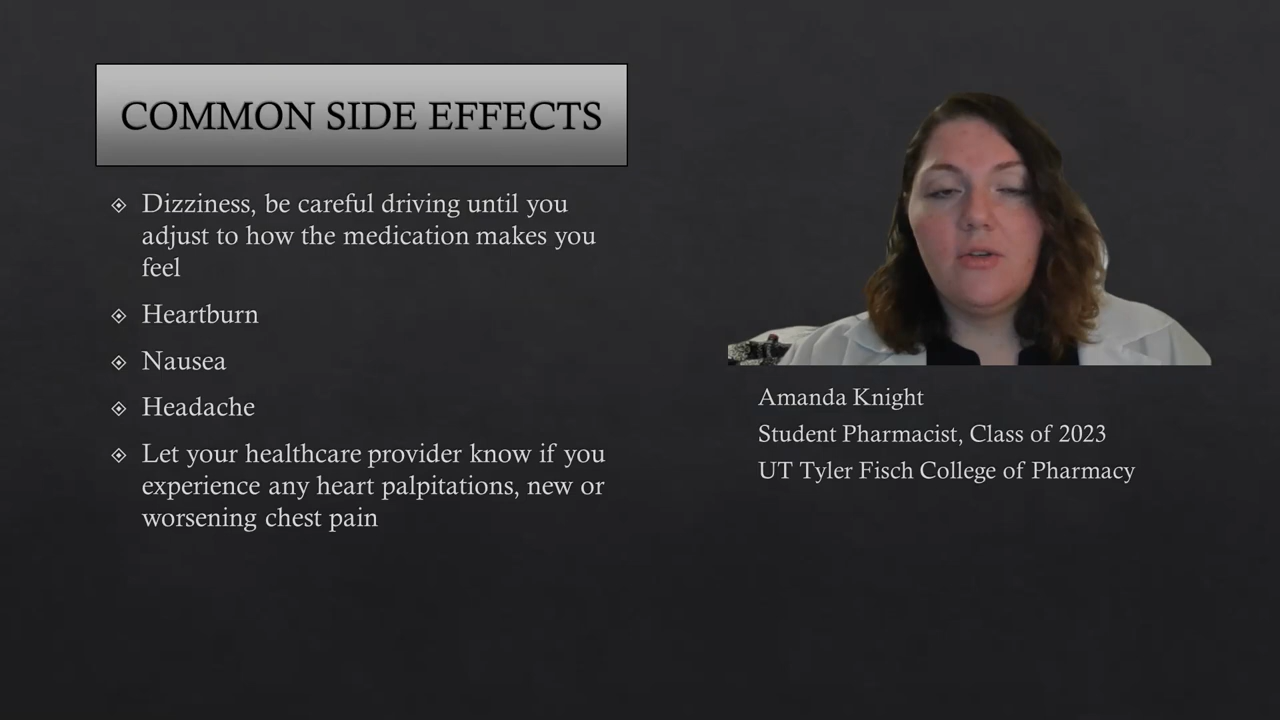 COMMON SIDE EFFECTS
Dizziness, be careful driving until you
adjust to how the medication makes you
feel
Heartburn
Nausea
Headache
Let your healthcare provider know if you
experience any heart palpitations, new or
worsening chest pain
Amanda Knight
Student Pharmacist, Class of 2023
UT Tyler Fisch College of Pharmacy